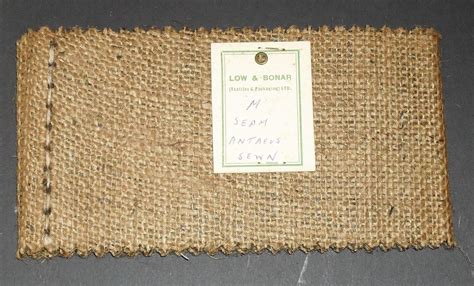 LOW & BONAR
(TEXTILES & PACKAGING) LTD.
M
SEAM
ANTAEUS
SEWN